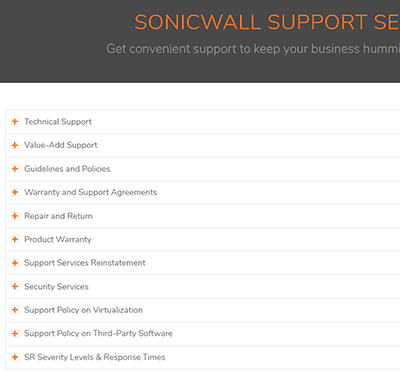 SONICWALL SUPPORT SE
Get convenient support to keep your business hummi
Technical Support
Value-Add Support
Guidelines and Policies
Warranty and Support Agreements
Repair and Return
Product Warranty
Support Services Reinstatement
Security Services
Support Policy on Virtualization
Support Policy on Third-Party Software
SR Severity Levels & Response Times